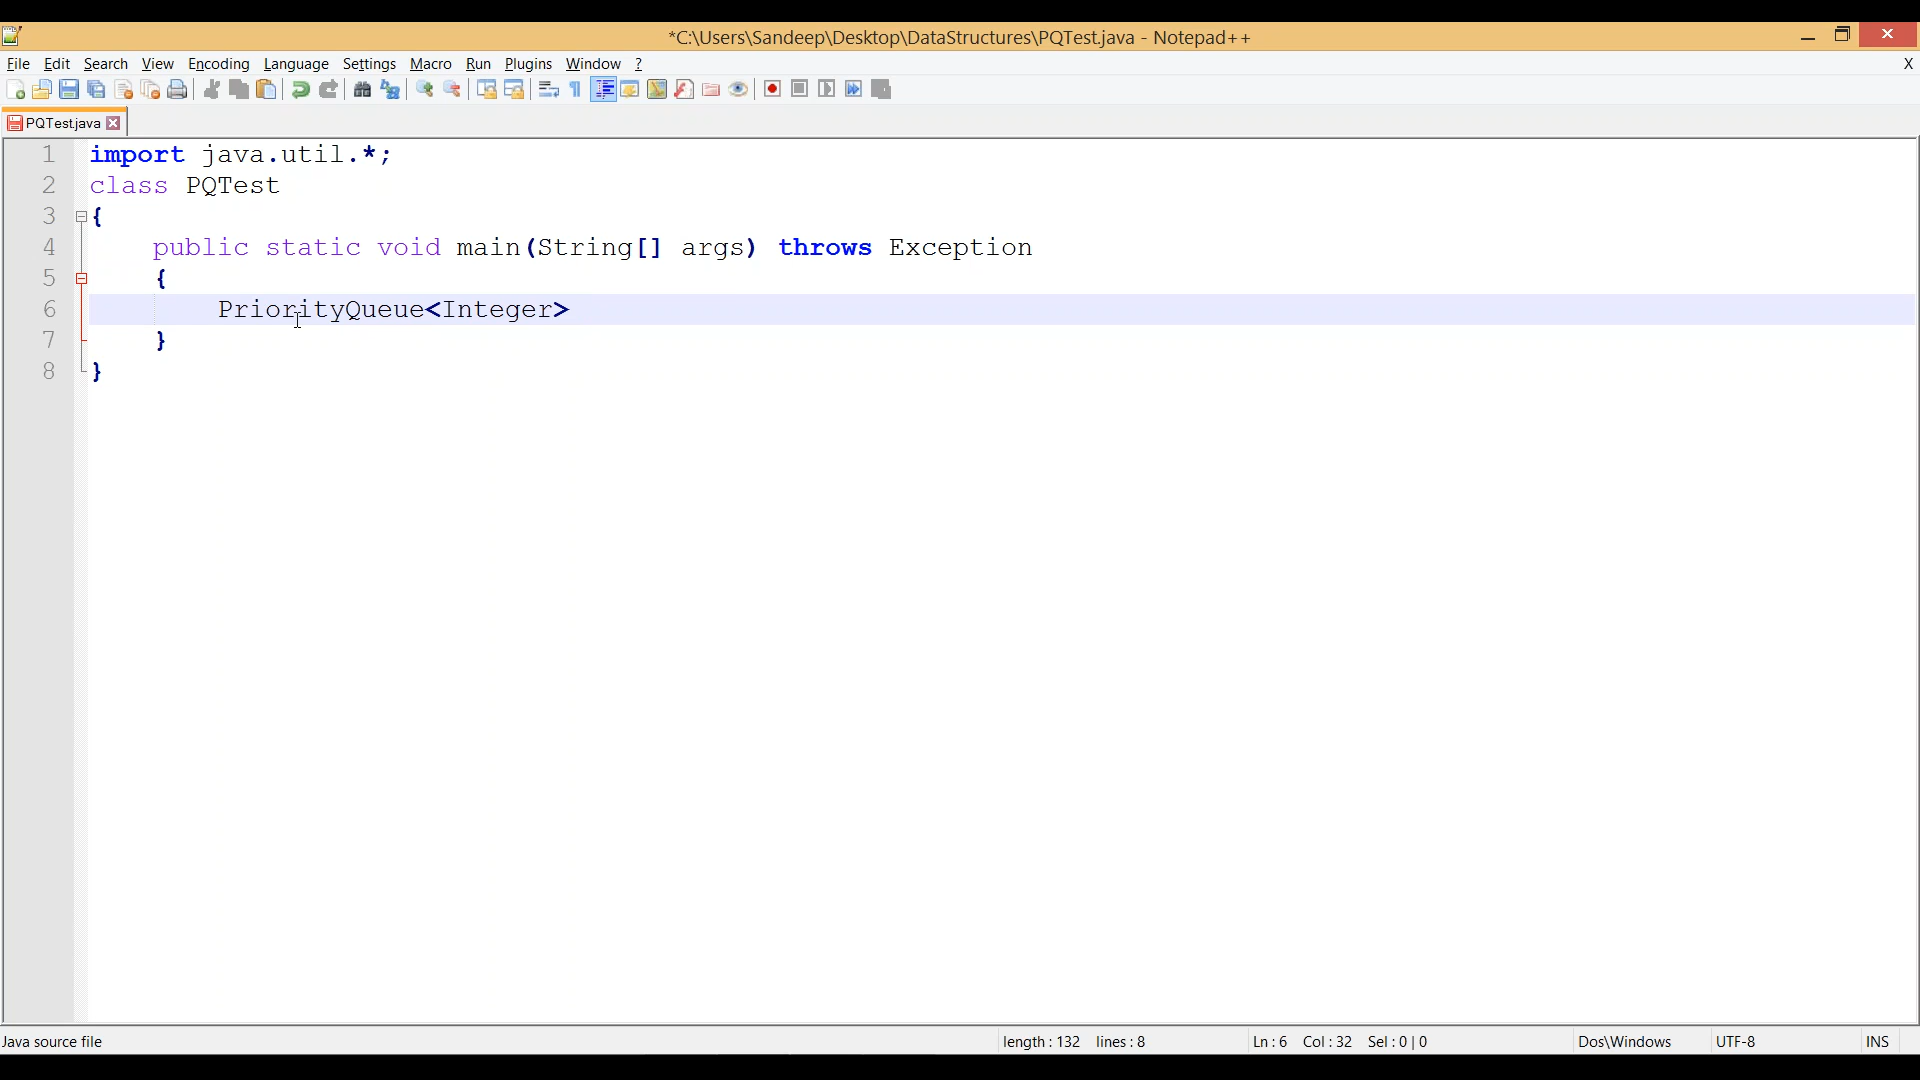 *C:\Users\Sandeep\Desktop\DataStructures\PQTest.java - Notepad++
File Edit Search View Encoding Language Settings Macro Run Plugins Window ? X
PQTest.java
1 import java.util.*;
2 class PQTest
3 {
4 public static void main(String[] args) throws Exception
5 {
6 PriorityQueue<Integer>
7 }
8 }
Java source file length : 132 lines : 8 Ln : 6 Col : 32 Sel : 0 | 0 Dos\Windows UTF-8 INS